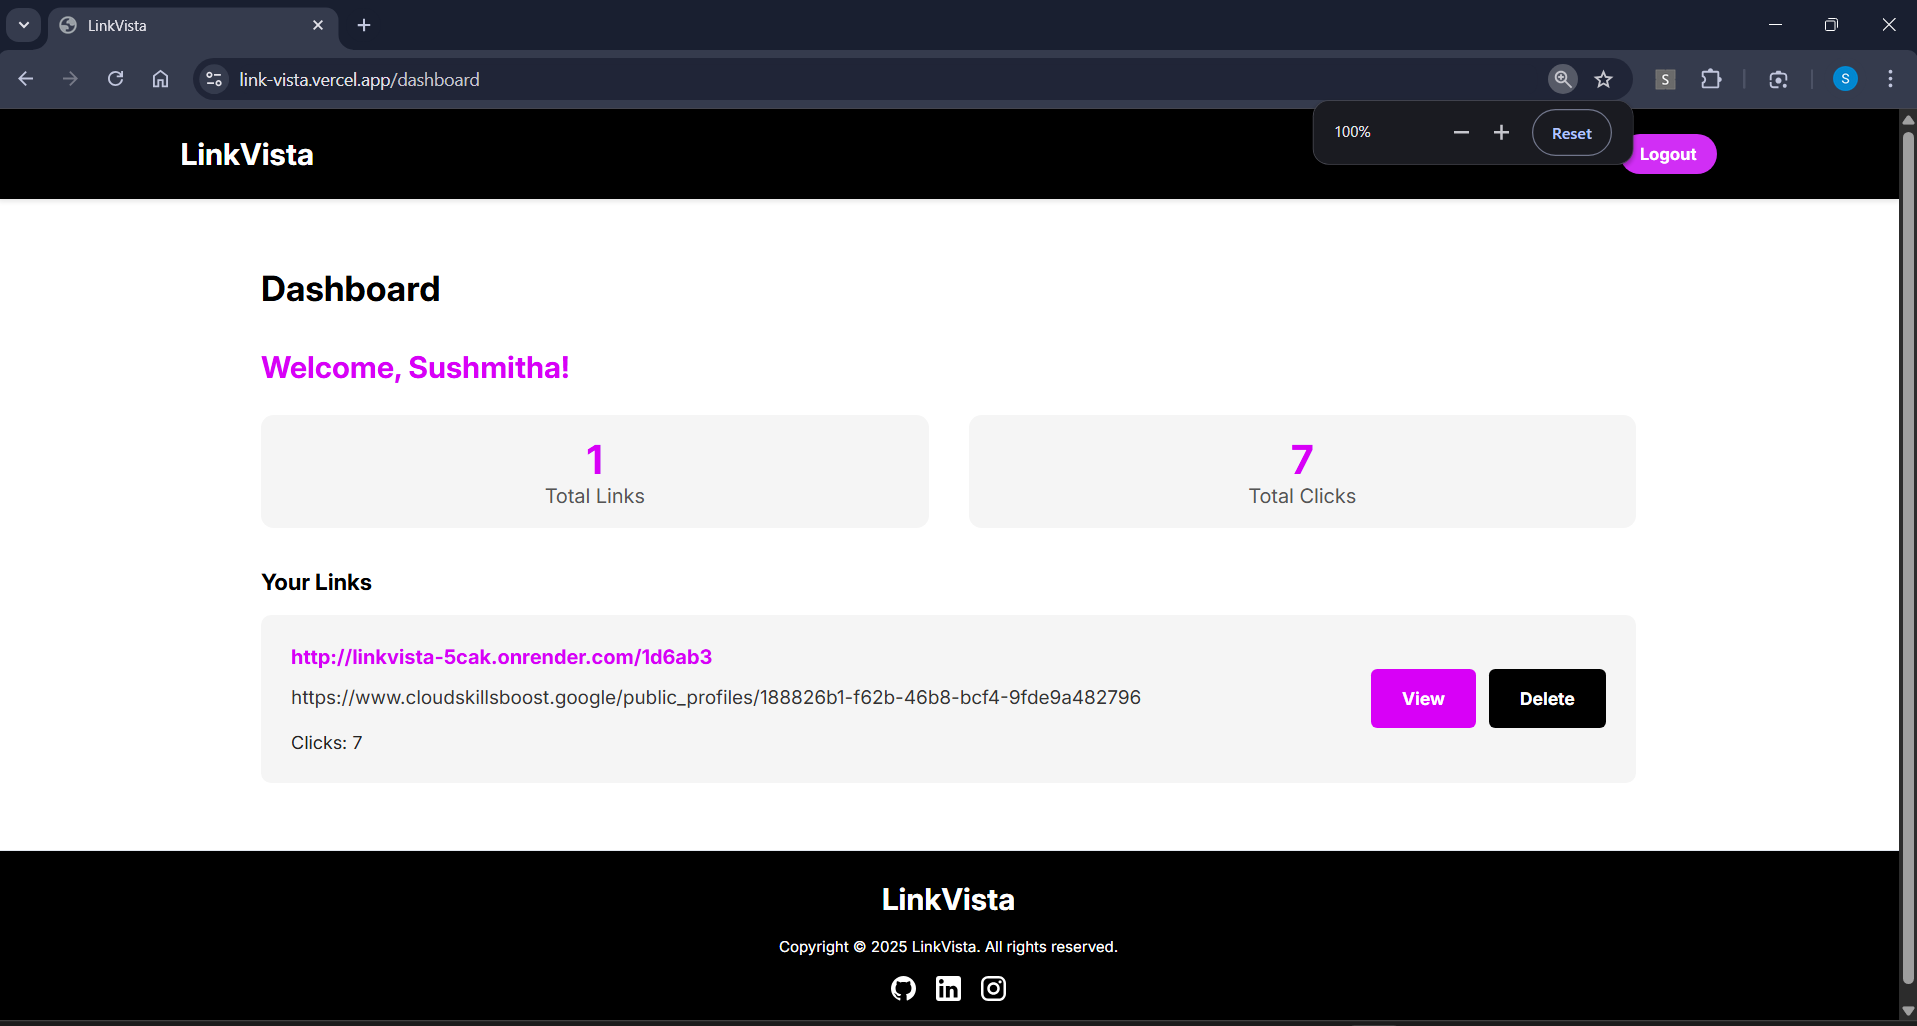 LinkVista
link-vista.vercel.app/dashboard
S
S
100%
Reset
LinkVista
Logout
Dashboard
Welcome, Sushmitha!
1
Total Links
7
Total Clicks
Your Links
http://linkvista-5cak.onrender.com/1d6ab3
https://www.cloudskillsboost.google/public_profiles/188826b1-f62b-46b8-bcf4-9fde9a482796
Clicks: 7
View
Delete
LinkVista
Copyright © 2025 LinkVista. All rights reserved.
in